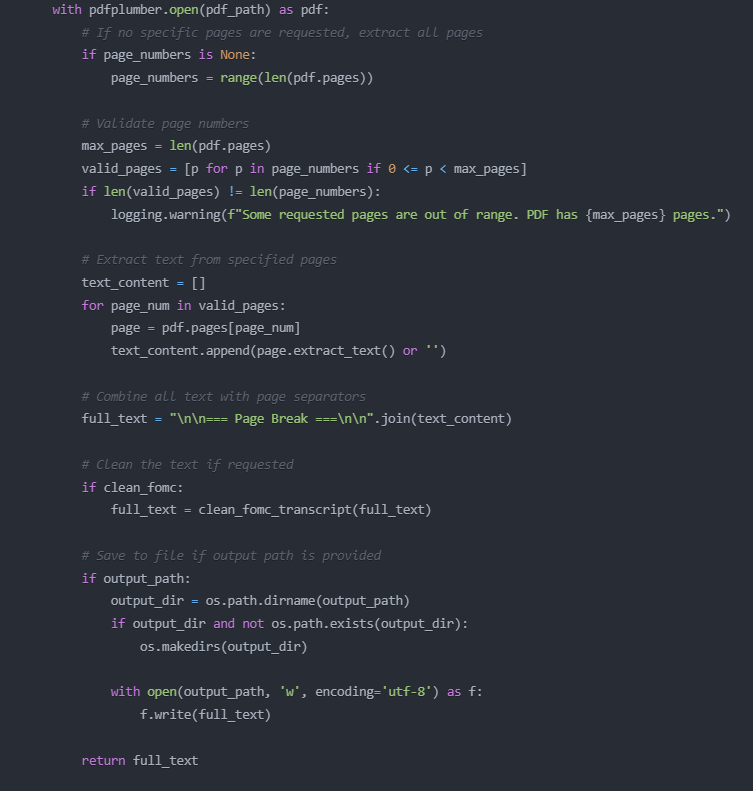 with pdfplumber.open(pdf_path) as pdf:
# If no specific pages are requested, extract all pages
if page_numbers is None:
page_numbers = range(len(pdf.pages))
# Validate page numbers
max_pages = len(pdf.pages)
valid_pages = [p for p in page_numbers if 0 <= p < max_pages]
if len(valid_pages) != len(page_numbers):
logging.warning(f"Some requested pages are out of range. PDF has {max_pages} pages.")
# Extract text from specified pages
text_content = []
for page_num in valid_pages:
page = pdf.pages[page_num]
text_content.append(page.extract_text() or '')
# Combine all text with page separators
full_text = "\n\n=== Page Break ===\n\n".join(text_content)
# Clean the text if requested
if clean_fomc:
full_text = clean_fomc_transcript(full_text)
# Save to file if output path is provided
if output_path:
output_dir = os.path.dirname(output_path)
if output_dir and not os.path.exists(output_dir):
os.makedirs(output_dir)
with open(output_path, 'w', encoding='utf-8') as f:
f.write(full_text)
return full_text